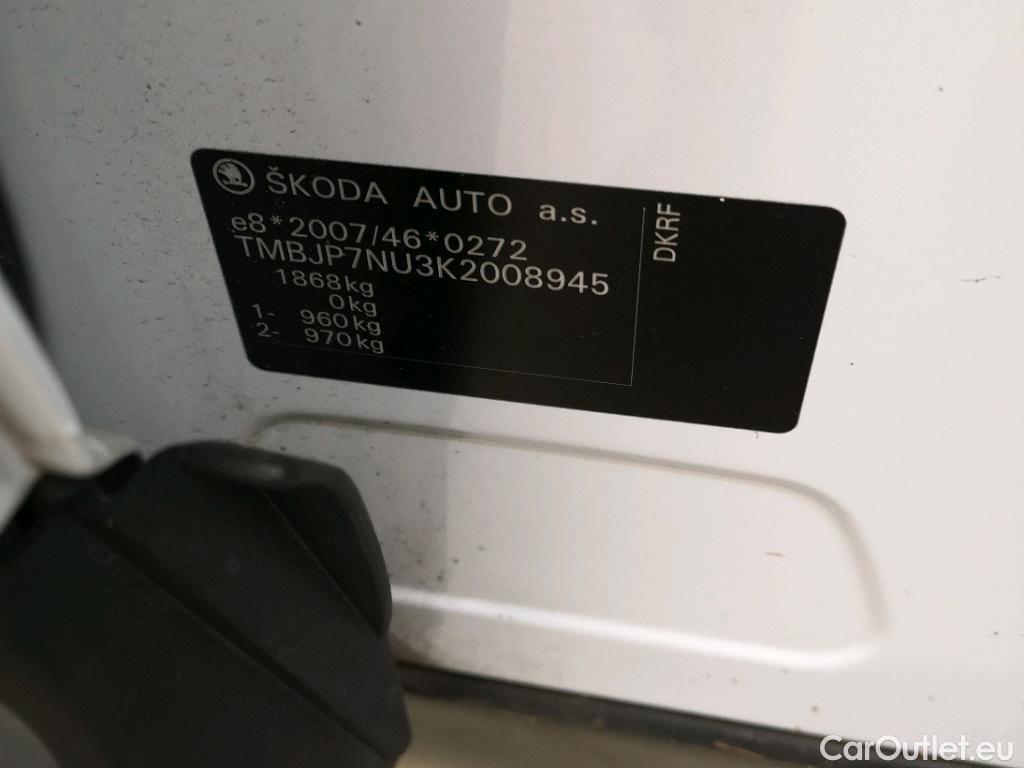 ŠKODA AUTO a.s.
e8*2007/46*0272
TMBJP7NU3K2008945
1868kg
0kg
1- 960kg
2- 970kg
DKRF
CarOutlet.eu